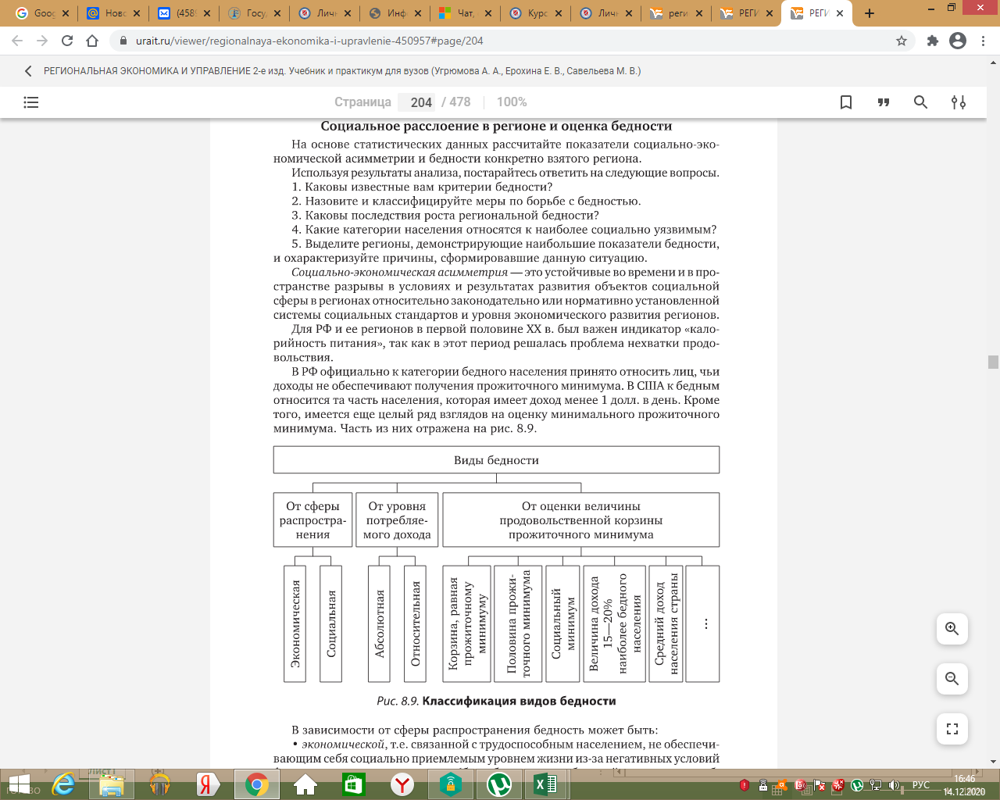 Goog
Ново
(458
Госу
Личн
Инф
Чат,
Курс
Личн
реги
РЕГИ
РЕГИ
urait.ru/viewer/regionalnaya-ekonomika-i-upravlenie-450957#page/204
РЕГИОНАЛЬНАЯ ЭКОНОМИКА И УПРАВЛЕНИЕ 2-е изд. Учебник и практикум для вузов (Угрюмова А. А., Ерохина Е. В., Савельева М. В.)
Страница 204 / 478 100%
Социальное расслоение в регионе и оценка бедности
На основе статистических данных рассчитайте показатели социально-эко-
номической асимметрии и бедности конкретно взятого региона.
Используя результаты анализа, постарайтесь ответить на следующие вопросы.
1. Каковы известные вам критерии бедности?
2. Назовите и классифицируйте меры по борьбе с бедностью.
3. Каковы последствия роста региональной бедности?
4. Какие категории населения относятся к наиболее социально уязвимым?
5. Выделите регионы, демонстрирующие наибольшие показатели бедности,
и охарактеризуйте причины, сформировавшие данную ситуацию.
Социально-экономическая асимметрия — это устойчивые во времени и в про-
странстве разрывы в условиях и результатах развития объектов социальной
сферы в регионах относительно законодательно или нормативно установленной
системы социальных стандартов и уровня экономического развития регионов.
Для РФ и ее регионов в первой половине XX в. был важен индикатор «кало-
рийность питания», так как в этот период решалась проблема нехватки продо-
вольствия.
В РФ официально к категории бедного населения принято относить лиц, чьи
доходы не обеспечивают получения прожиточного минимума. В США к бедным
относится та часть населения, которая имеет доход менее 1 долл. в день. Кроме
того, имеется еще целый ряд взглядов на оценку минимального прожиточного
минимума. Часть из них отражена на рис. 8.9.
Виды бедности
От сферы
распростра-
нения
От уровня
потребляе-
мого дохода
От оценки величины
продовольственной корзины
прожиточного минимума
Экономическая
Социальная
Абсолютная
Относительная
Корзина, равная
прожиточному
минимуму
Половина прожи-
точного минимума
Социальный
минимум
Величина дохода
15—20%
наиболее бедного
населения
Средний доход
населения страны
...
Рис. 8.9. Классификация видов бедности
В зависимости от сферы распространения бедность может быть:
• экономической, т.е. связанной с трудоспособным населением, не обеспечи-
вающим себя социально приемлемым уровнем жизни из-за негативных условий
Лист1
ГОТОВО
РУС
16:46
14.12.2020